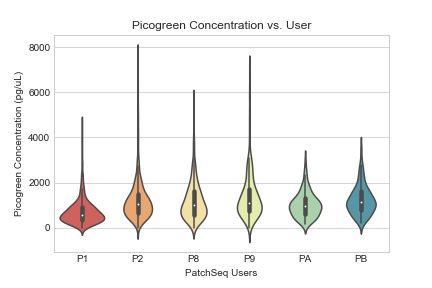 Picogreen Concentration vs. User
8000
6000
4000
2000
0
Picogreen Concentration (pg/uL)
P1 P2 P8 P9 PA PB
PatchSeq Users